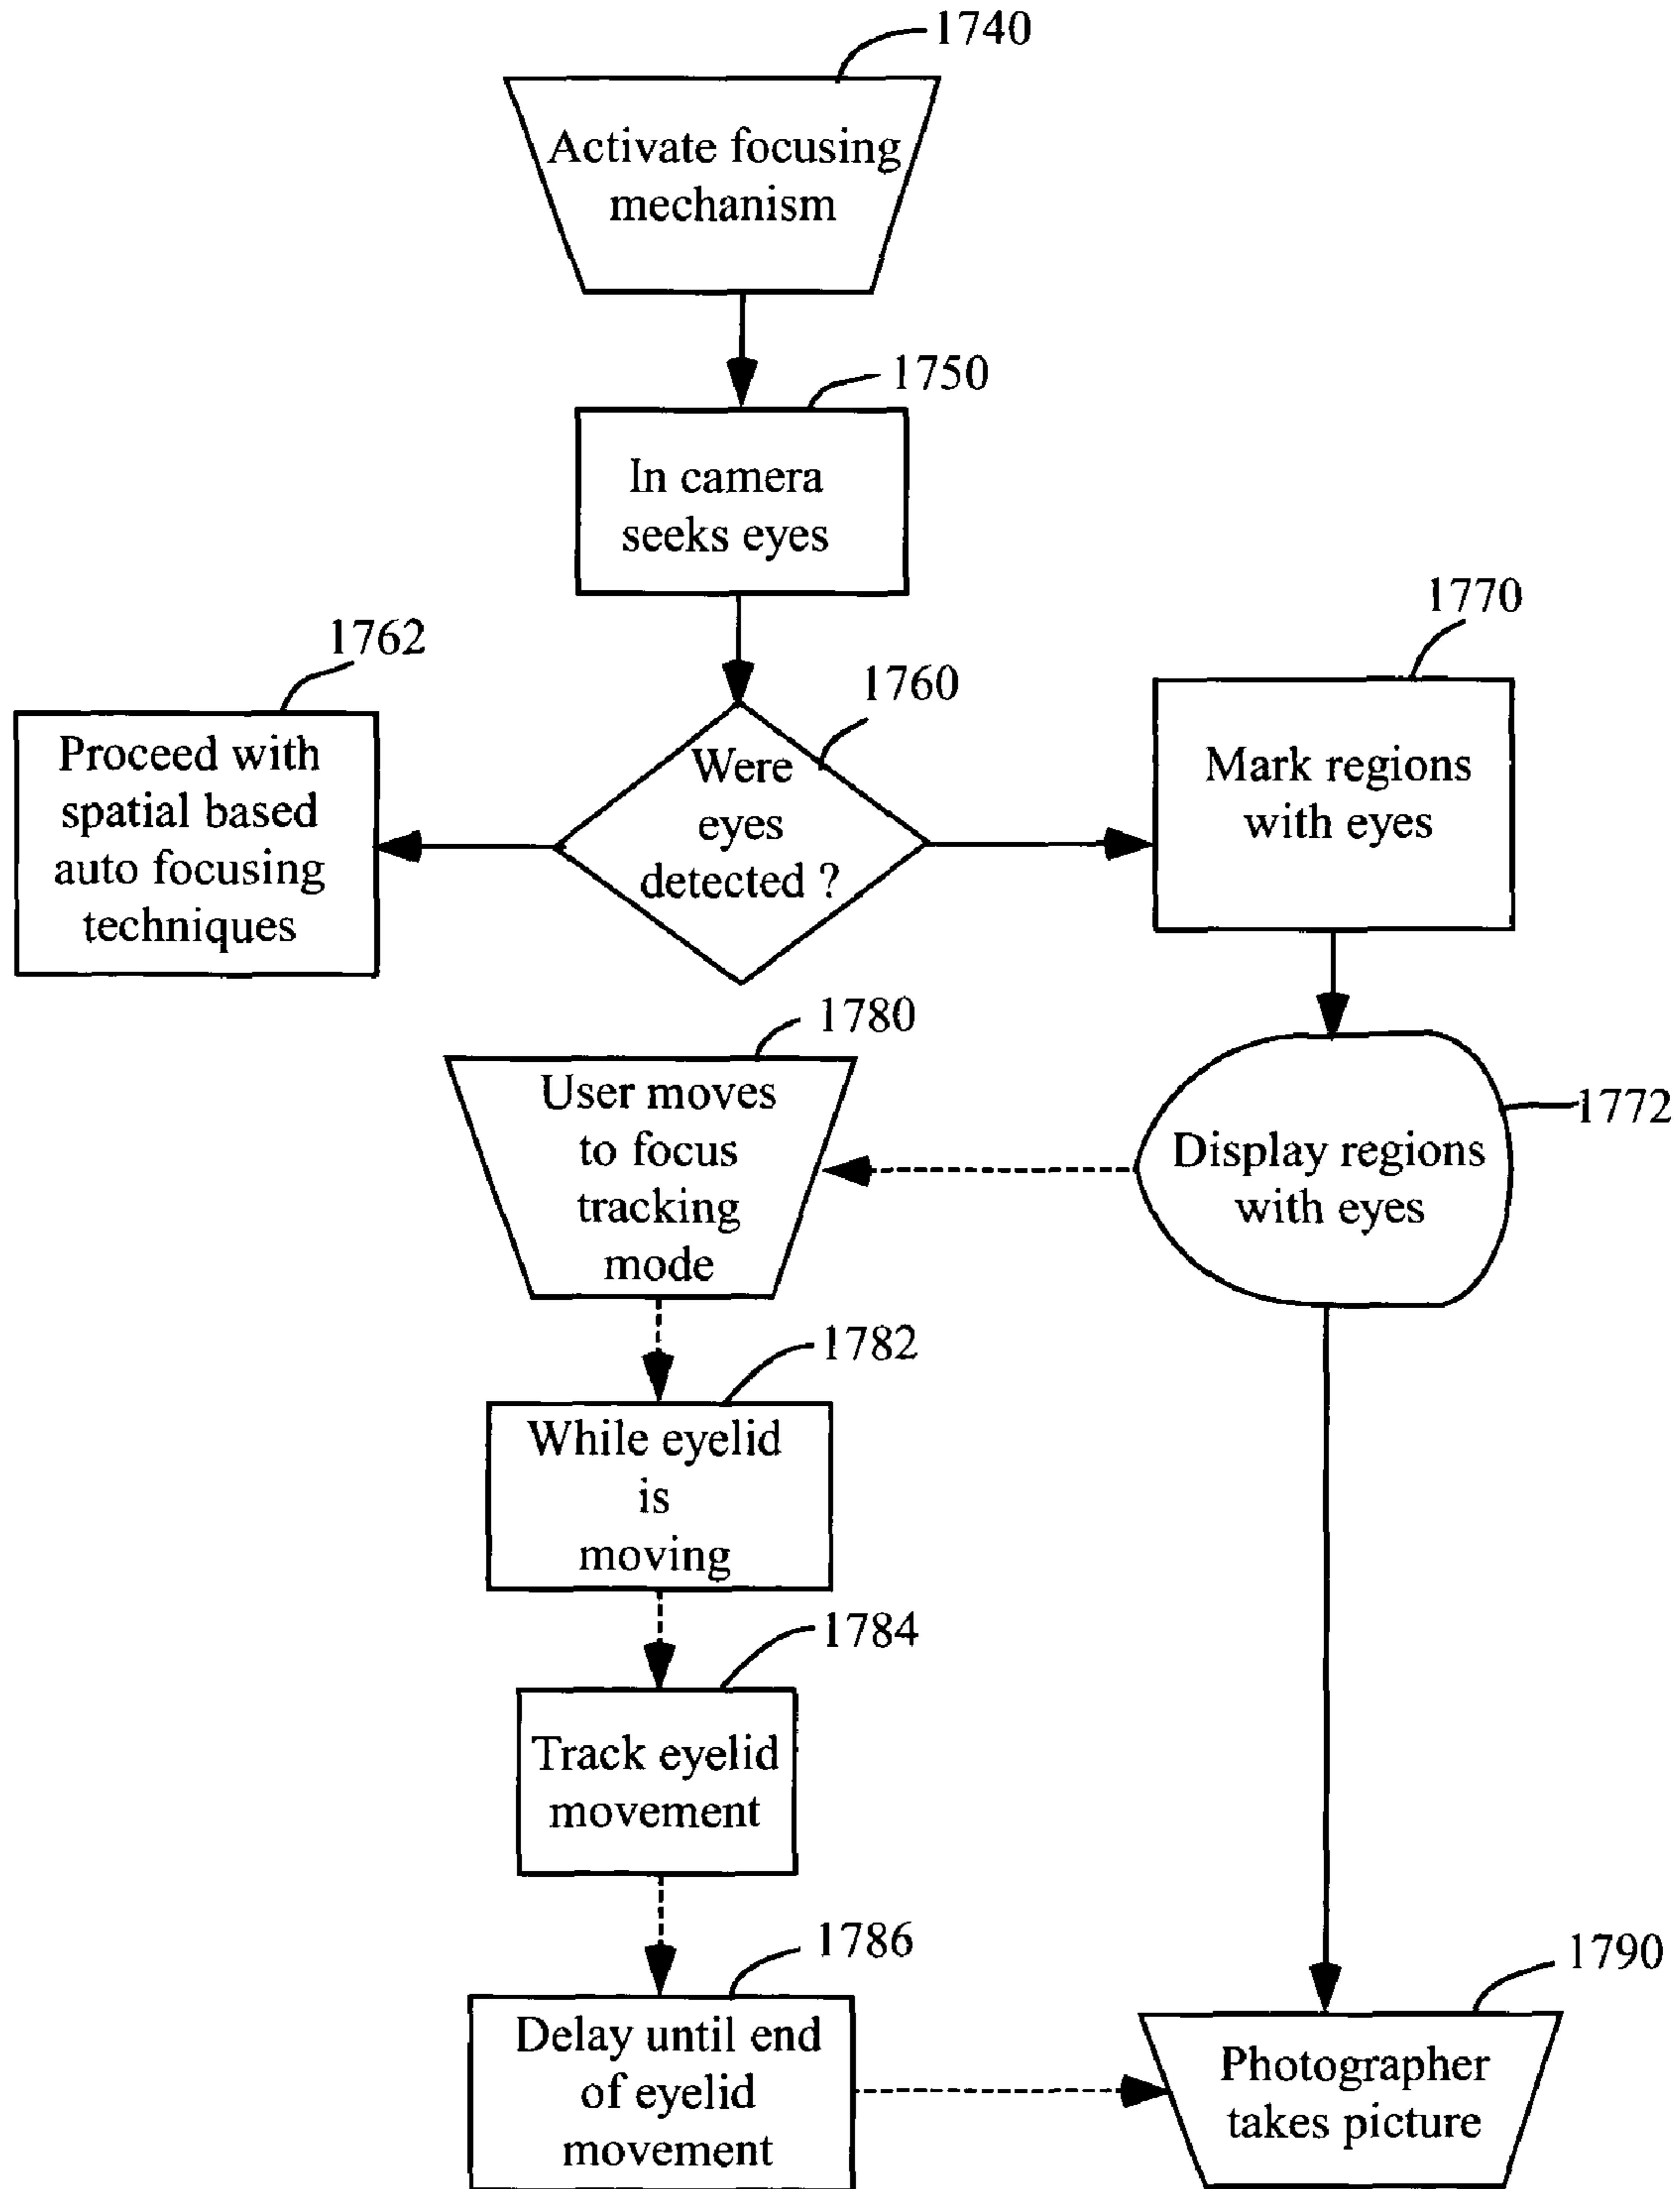 1740
Activate focusing
mechanism
1750
In camera
seeks eyes
1760
Were
eyes
detected ?
1762
Proceed with
spatial based
auto focusing
techniques
1770
Mark regions
with eyes
1772
Display regions
with eyes
1780
User moves
to focus
tracking
mode
1782
While eyelid
is
moving
1784
Track eyelid
movement
1786
Delay until end
of eyelid
movement
1790
Photographer
takes picture